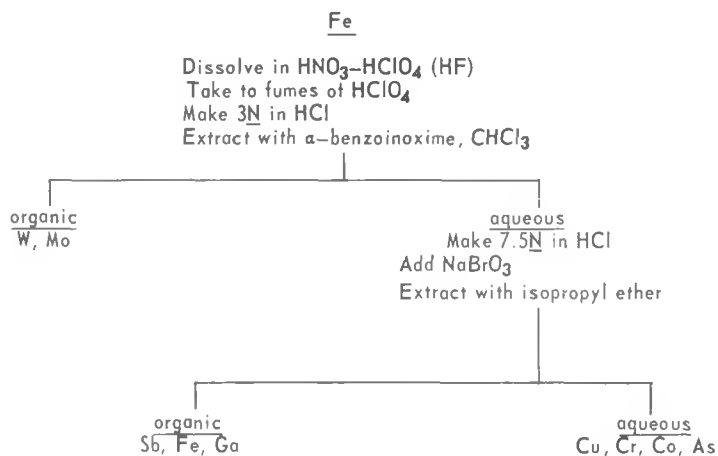 Fe
Dissolve in HNO₃–HClO₄ (HF)
Take to fumes of HClO₄
Make 3N in HCl
Extract with α–benzoinoxime, CHCl₃
organic
W, Mo
aqueous
Make 7.5N in HCl
Add NaBrO₃
Extract with isopropyl ether
organic
Sb, Fe, Ga
aqueous
Cu, Cr, Co, As